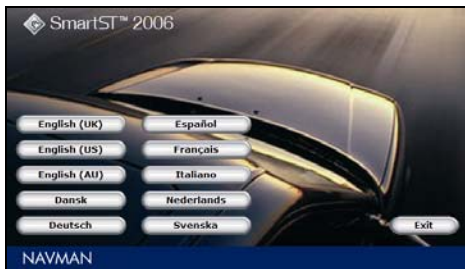 SmartST™ 2006
English (UK)
Español
English (US)
Français
English (AU)
Italiano
Dansk
Nederlands
Deutsch
Svenska
Exit
NAVMAN